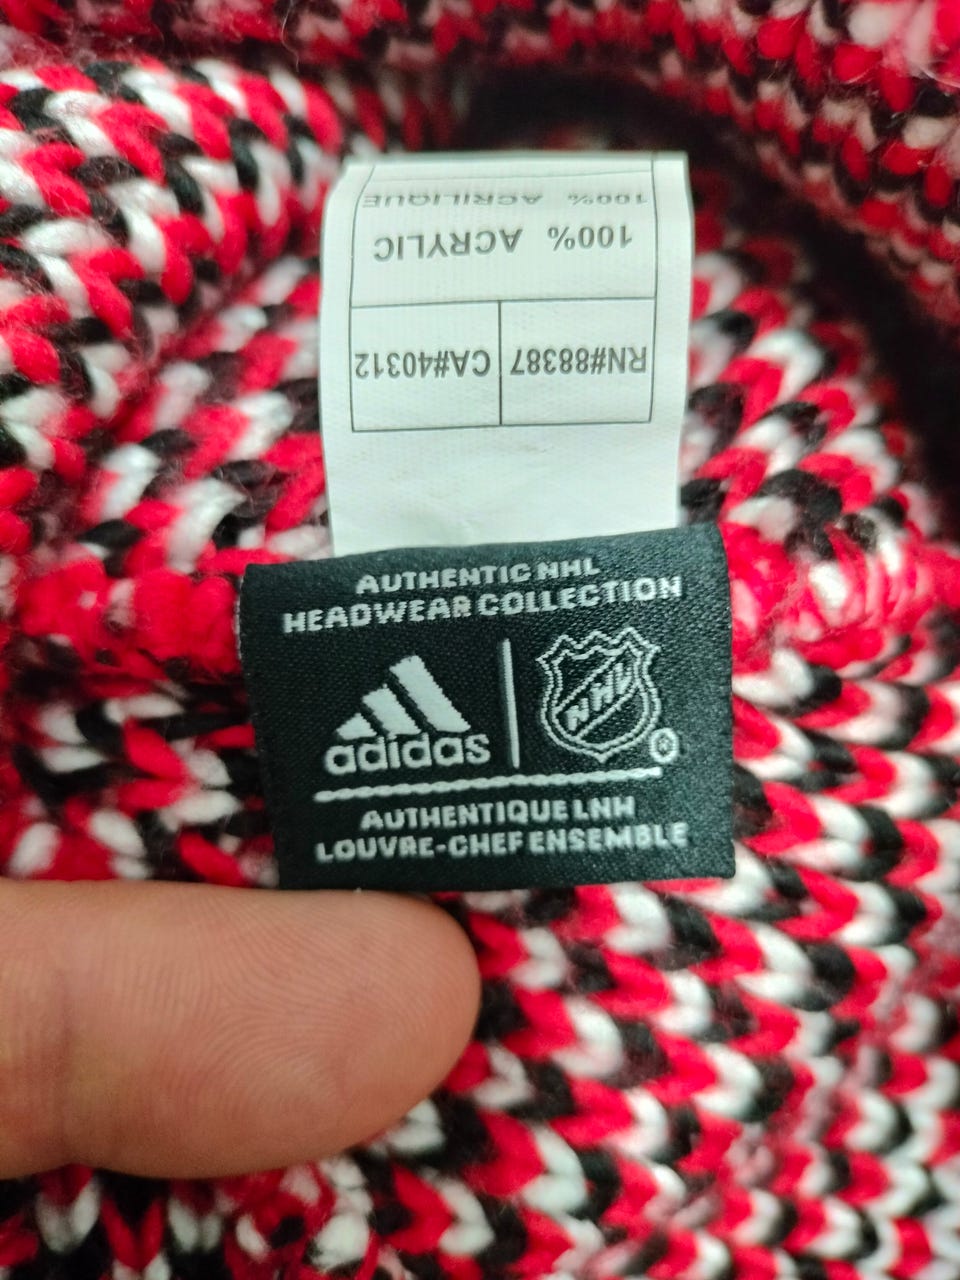 RN#88387 CA#40312
100% ACRYLIC
100% ACRILIQUE
AUTHENTIC NHL
HEADWEAR COLLECTION
adidas
NHL
®
AUTHENTIQUE LNH
LOUVRE-CHEF ENSEMBLE